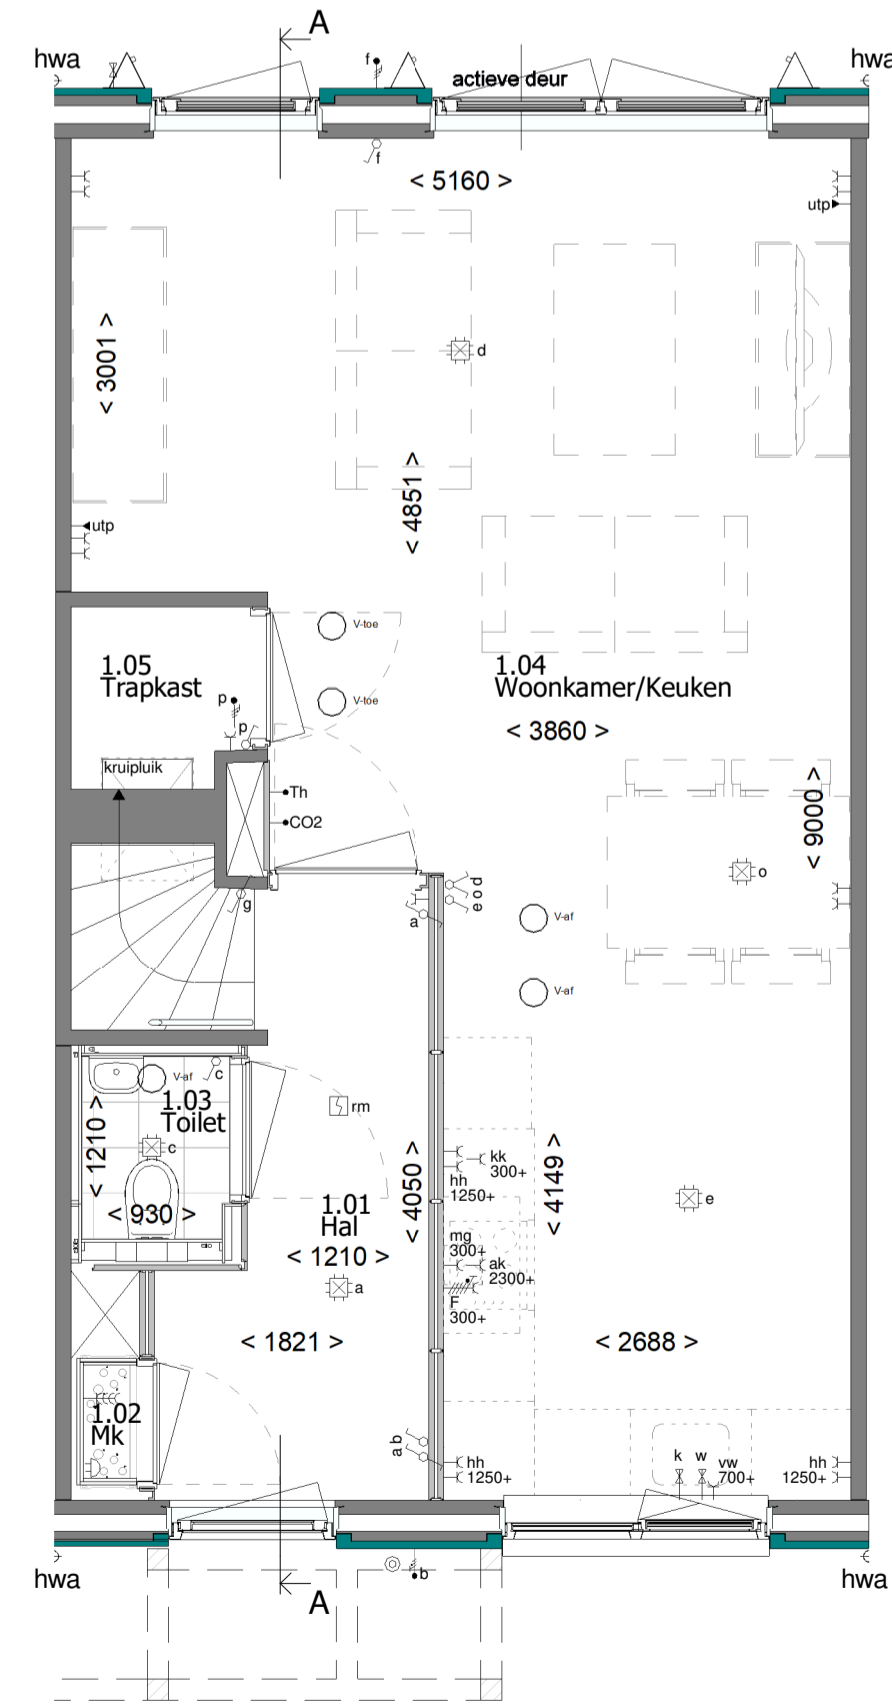 A
hwa
f
actieve deur
hwa
f
< 5160 >
utp
< 3001 >
d
< 4851 >
utp
V-toe
1.05
Trapkast
1.04
Woonkamer/Keuken
p
V-toe
p
< 3860 >
kruipluik
Th
CO2
< 9000 >
o
g
e o d
a
V-af
V-af
V-af
c
1.03
Toilet
rm
< 1210 >
c
< 4050 >
< 4149 >
kk
300+
hh
1250+
e
< 930 >
1.01
Hal
< 1210 >
mg
300+
ak
2300+
a
F
300+
< 1821 >
< 2688 >
1.02
Mk
a b
hh
1250+
k
w
vw
700+
hh
1250+
hwa
b
hwa
A